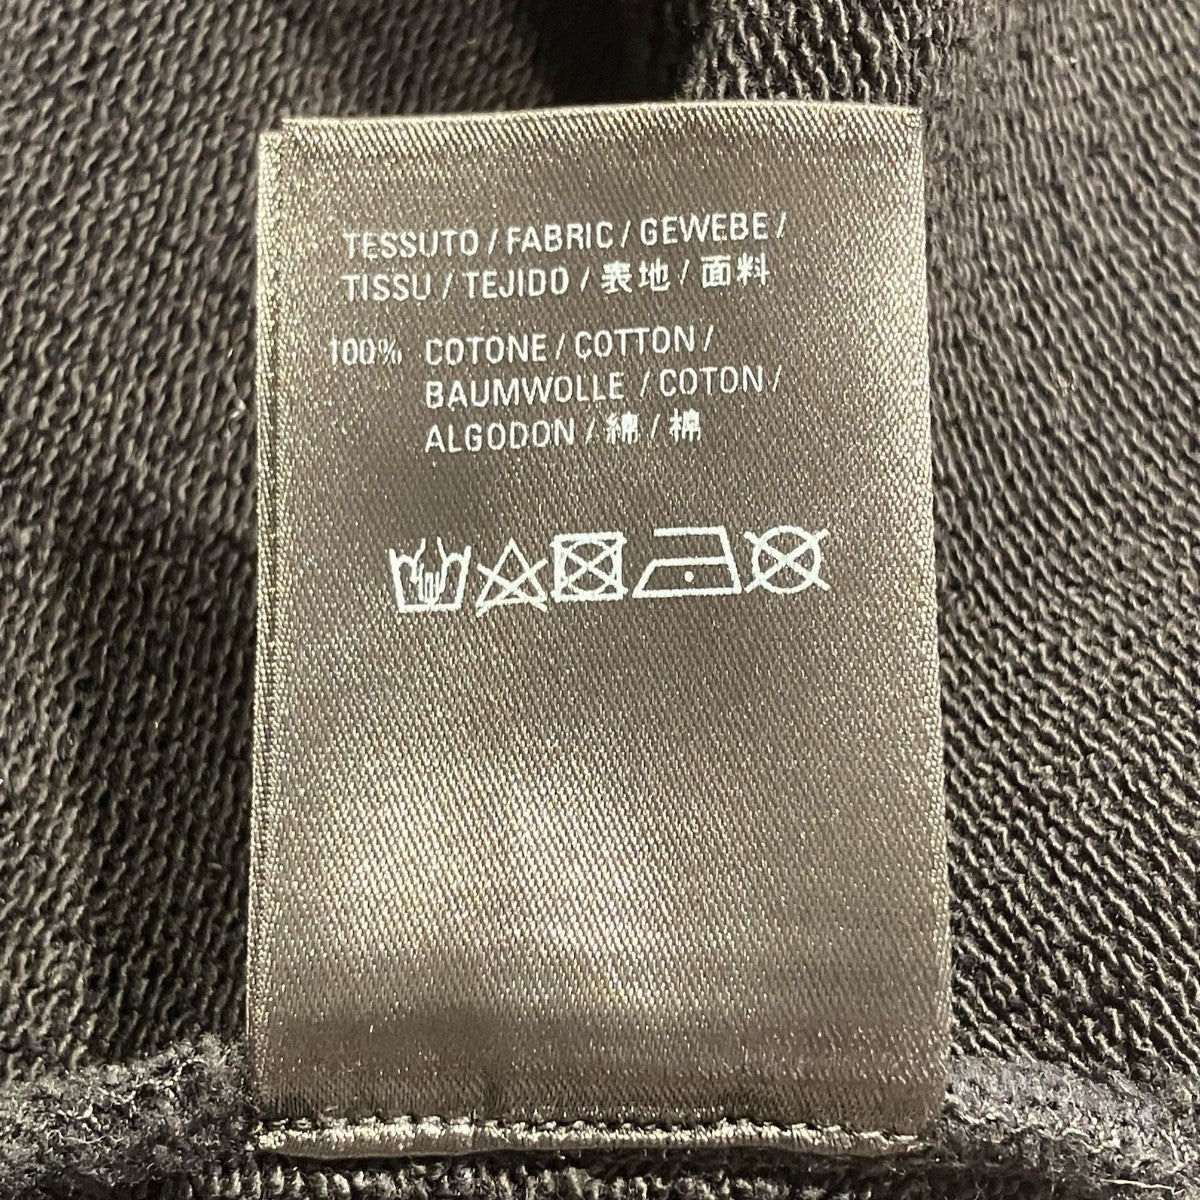 TESSUTO / FABRIC / GEWEBE /
TISSU / TEJIDO / 表地 / 面料
100% COTONE / COTTON /
BAUMWOLLE / COTON /
ALGODON / 綿 / 棉